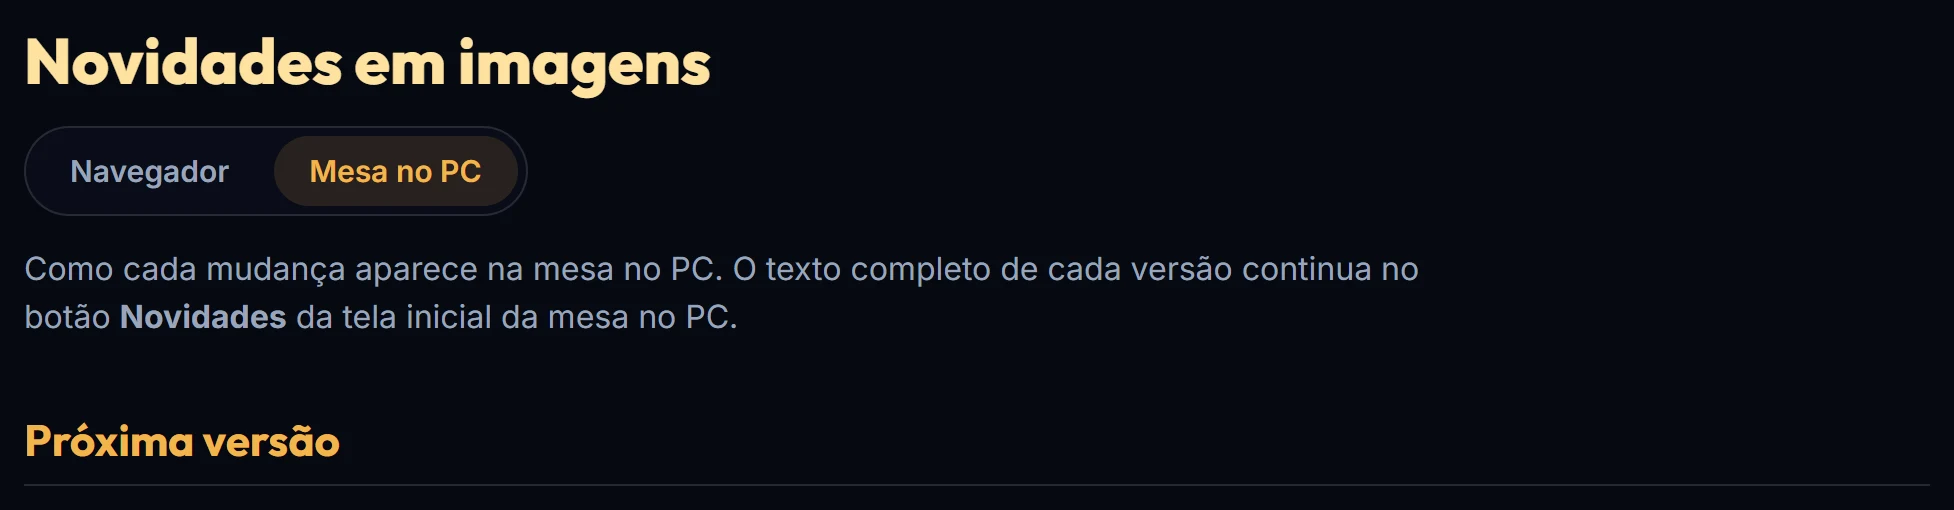 Novidades em imagens
Navegador
Mesa no PC
Como cada mudança aparece na mesa no PC. O texto completo de cada versão continua no
botão Novidades da tela inicial da mesa no PC.
Próxima versão